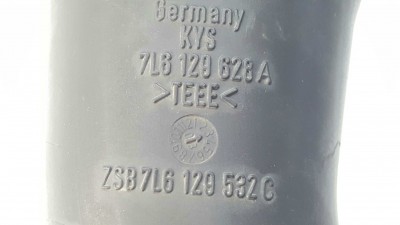 Germany
KYS
7L6 129 628 A
>TEEE<
ZSB 7L6 129 532 C